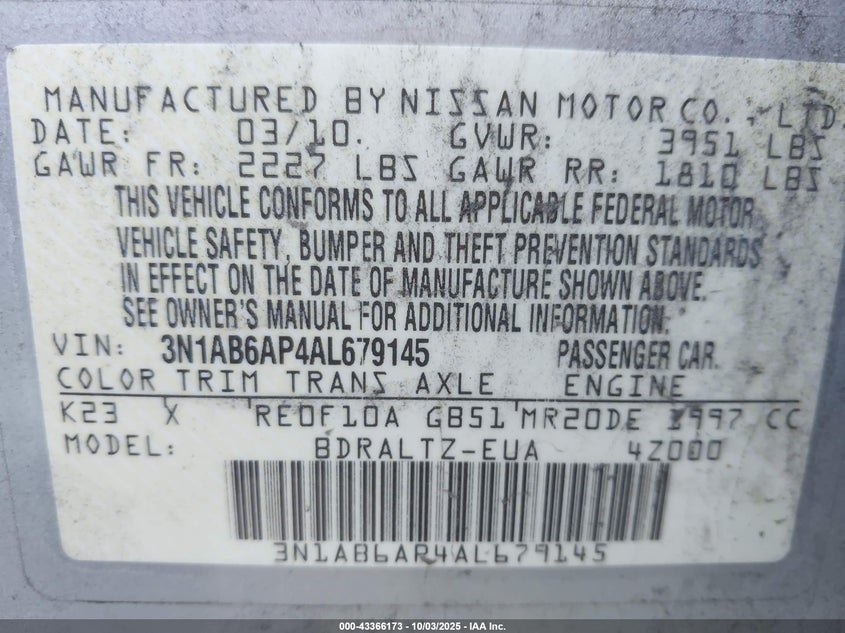 MANUFACTURED BY NISSAN MOTOR CO., LTD.
DATE: 03/10. GVWR: 3951 LBS
GAWR FR: 2227 LBS GAWR RR: 1810 LBS
THIS VEHICLE CONFORMS TO ALL APPLICABLE FEDERAL MOTOR
VEHICLE SAFETY, BUMPER AND THEFT PREVENTION STANDARDS
IN EFFECT ON THE DATE OF MANUFACTURE SHOWN ABOVE.
SEE OWNER'S MANUAL FOR ADDITIONAL INFORMATION.
VIN: 3N1AB6AP4AL679145 PASSENGER CAR.
COLOR TRIM TRANS AXLE ENGINE
K23 X RE0F10A GB51 MR20DE 1997 CC
MODEL: BDRALTZ-EUA 4Z000
3N1AB6AP4AL679145
000-43366173 - 10/03/2025 - IAA Inc.